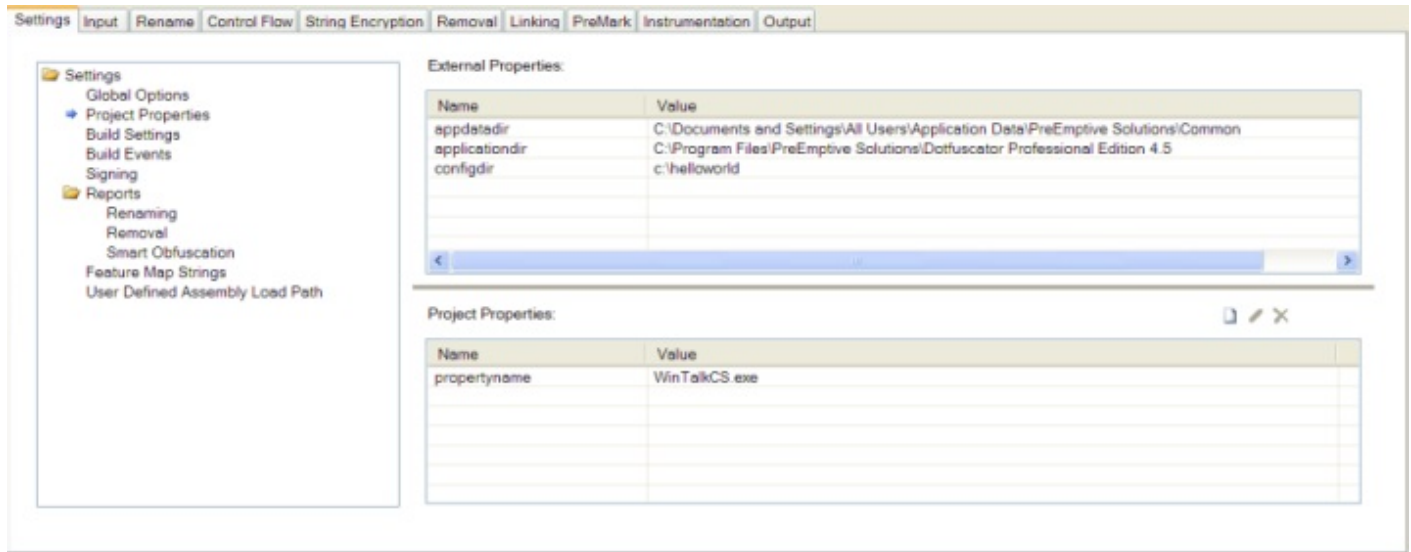 Settings Input Rename Control Flow String Encryption Removal Linking PreMark Instrumentation Output
Settings
Global Options
Project Properties
Build Settings
Build Events
Signing
Reports
Renaming
Removal
Smart Obfuscation
Feature Map Strings
User Defined Assembly Load Path
External Properties:
Name Value
appdatadir C:\Documents and Settings\All Users\Application Data\PreEmptive Solutions\Common
applicationdir C:\Program Files\PreEmptive Solutions\Dotfuscator Professional Edition 4.5
configdir c:\helloworld
Project Properties:
Name Value
propertyname WinTalkCS.exe